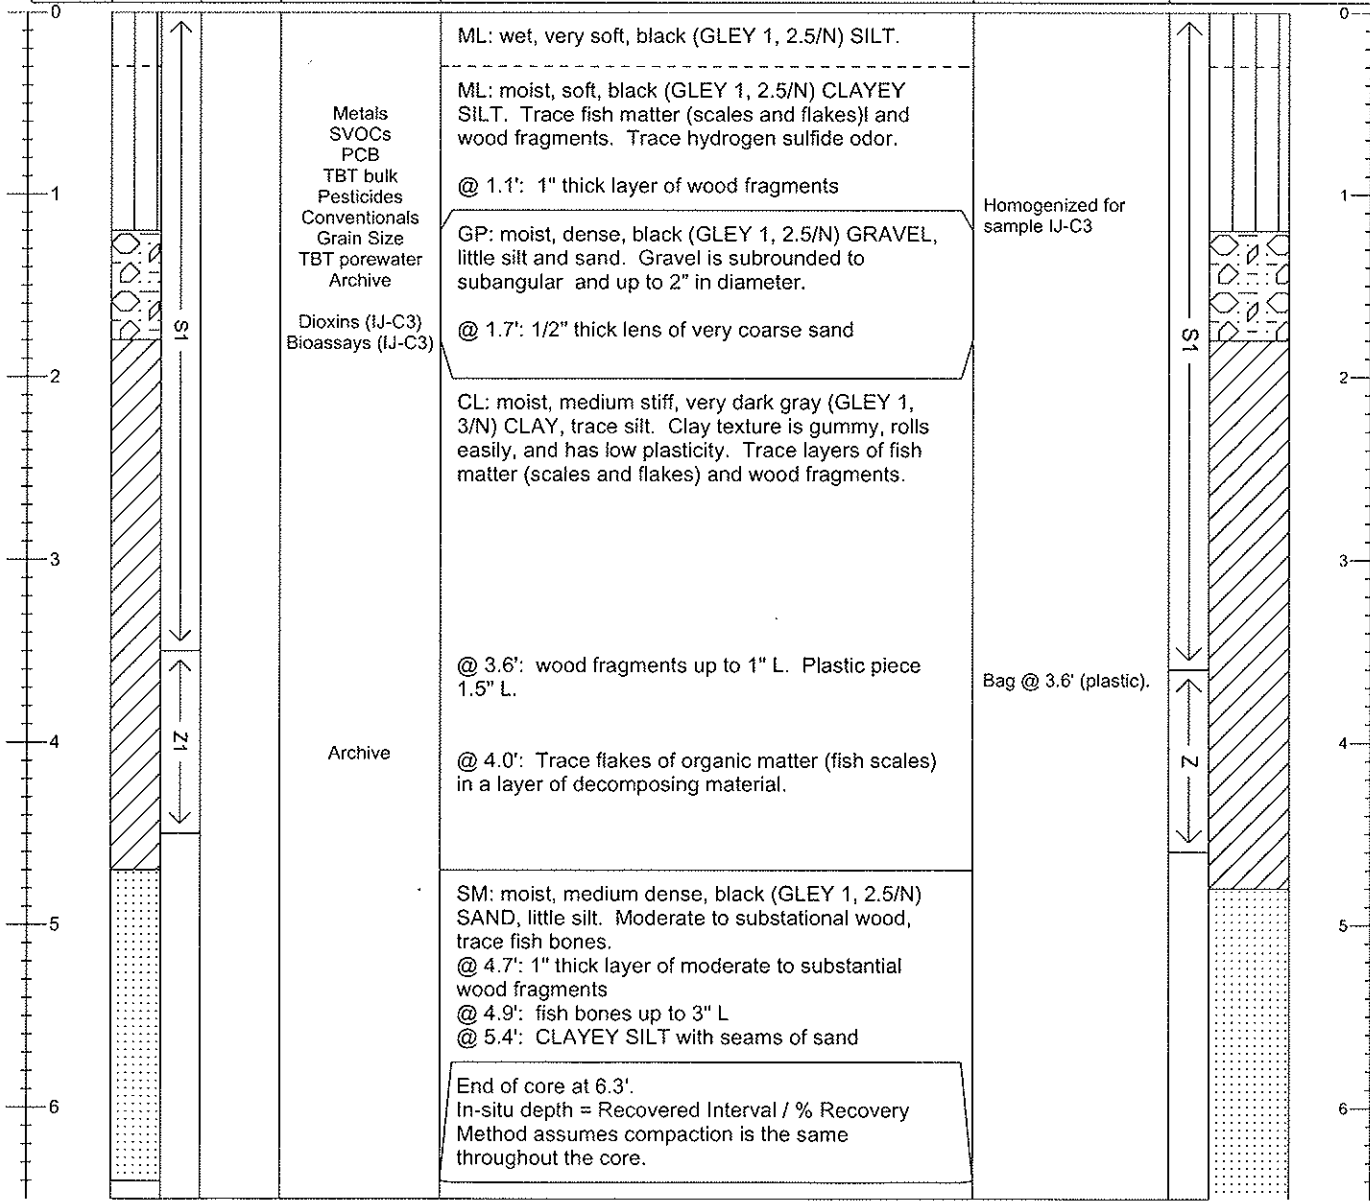 0
1
2
3
4
5
6
S1
Z1
Metals
SVOCs
PCB
TBT bulk
Pesticides
Conventionals
Grain Size
TBT porewater
Archive
Dioxins (IJ-C3)
Bioassays (IJ-C3)
Archive
ML: wet, very soft, black (GLEY 1, 2.5/N) SILT.
ML: moist, soft, black (GLEY 1, 2.5/N) CLAYEY
SILT. Trace fish matter (scales and flakes)l and
wood fragments. Trace hydrogen sulfide odor.
@ 1.1': 1" thick layer of wood fragments
GP: moist, dense, black (GLEY 1, 2.5/N) GRAVEL,
little silt and sand. Gravel is subrounded to
subangular and up to 2" in diameter.
@ 1.7': 1/2" thick lens of very coarse sand
CL: moist, medium stiff, very dark gray (GLEY 1,
3/N) CLAY, trace silt. Clay texture is gummy, rolls
easily, and has low plasticity. Trace layers of fish
matter (scales and flakes) and wood fragments.
@ 3.6': wood fragments up to 1" L. Plastic piece
1.5" L.
@ 4.0': Trace flakes of organic matter (fish scales)
in a layer of decomposing material.
SM: moist, medium dense, black (GLEY 1, 2.5/N)
SAND, little silt. Moderate to substational wood,
trace fish bones.
@ 4.7': 1" thick layer of moderate to substantial
wood fragments
@ 4.9': fish bones up to 3" L
@ 5.4': CLAYEY SILT with seams of sand
End of core at 6.3'.
In-situ depth = Recovered Interval / % Recovery
Method assumes compaction is the same
throughout the core.
Homogenized for
sample IJ-C3
Bag @ 3.6' (plastic).
S1
Z
0
1
2
3
4
5
6